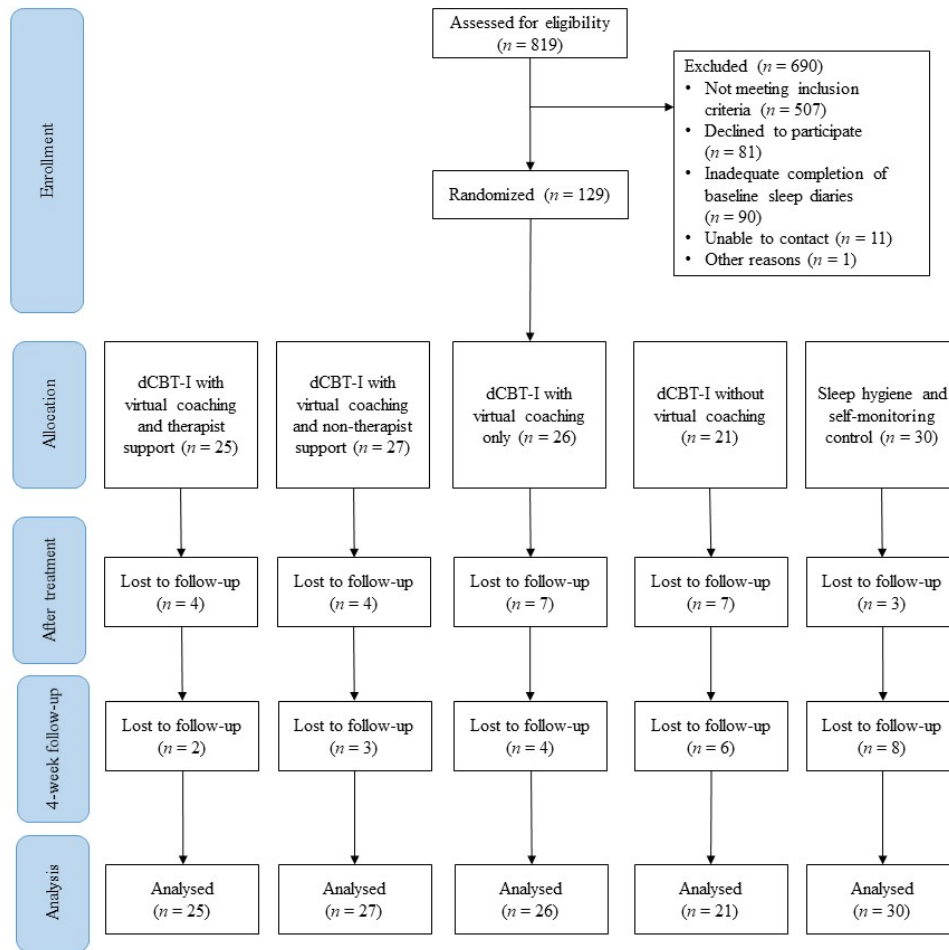 Enrollment
Assessed for eligibility
(n = 819)
Excluded (n = 690)
• Not meeting inclusion
criteria (n = 507)
• Declined to participate
(n = 81)
• Inadequate completion of
baseline sleep diaries
(n = 90)
• Unable to contact (n = 11)
• Other reasons (n = 1)
Randomized (n = 129)
Allocation
dCBT-I with
virtual coaching
and therapist
support (n = 25)
dCBT-I with
virtual coaching
and non-therapist
support (n = 27)
dCBT-I with
virtual coaching
only (n = 26)
dCBT-I without
virtual coaching
(n = 21)
Sleep hygiene and
self-monitoring
control (n = 30)
After treatment
Lost to follow-up
(n = 4)
Lost to follow-up
(n = 4)
Lost to follow-up
(n = 7)
Lost to follow-up
(n = 7)
Lost to follow-up
(n = 3)
4-week follow-up
Lost to follow-up
(n = 2)
Lost to follow-up
(n = 3)
Lost to follow-up
(n = 4)
Lost to follow-up
(n = 6)
Lost to follow-up
(n = 8)
Analysis
Analysed
(n = 25)
Analysed
(n = 27)
Analysed
(n = 26)
Analysed
(n = 21)
Analysed
(n = 30)